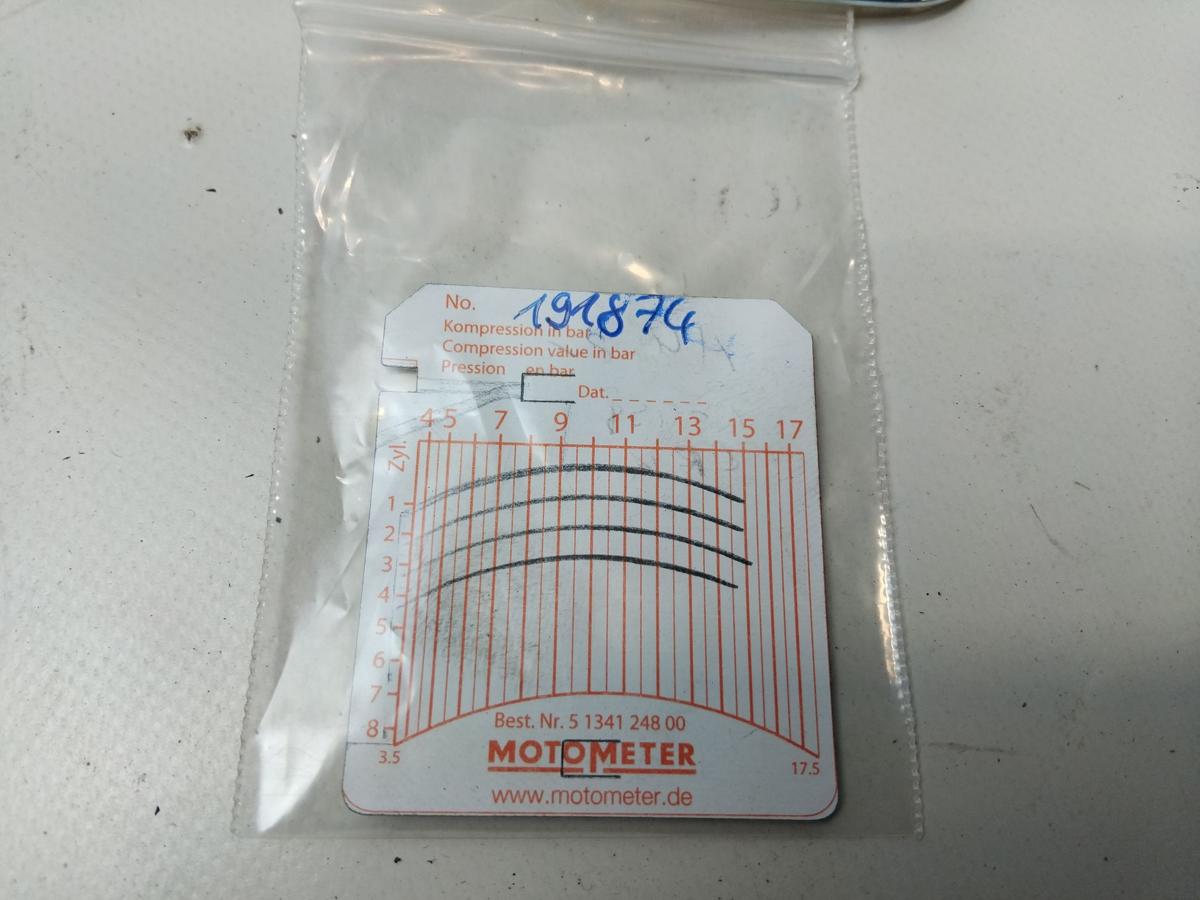 No. 191874
Kompression in bar
Compression value in bar
Pression en bar
Dat.
4 5 7 9 11 13 15 17
Zyl.
1
2
3
4
5
6
7
8
3.5
17.5
Best. Nr. 5 1341 248 00
MOTOMETER
www.motometer.de